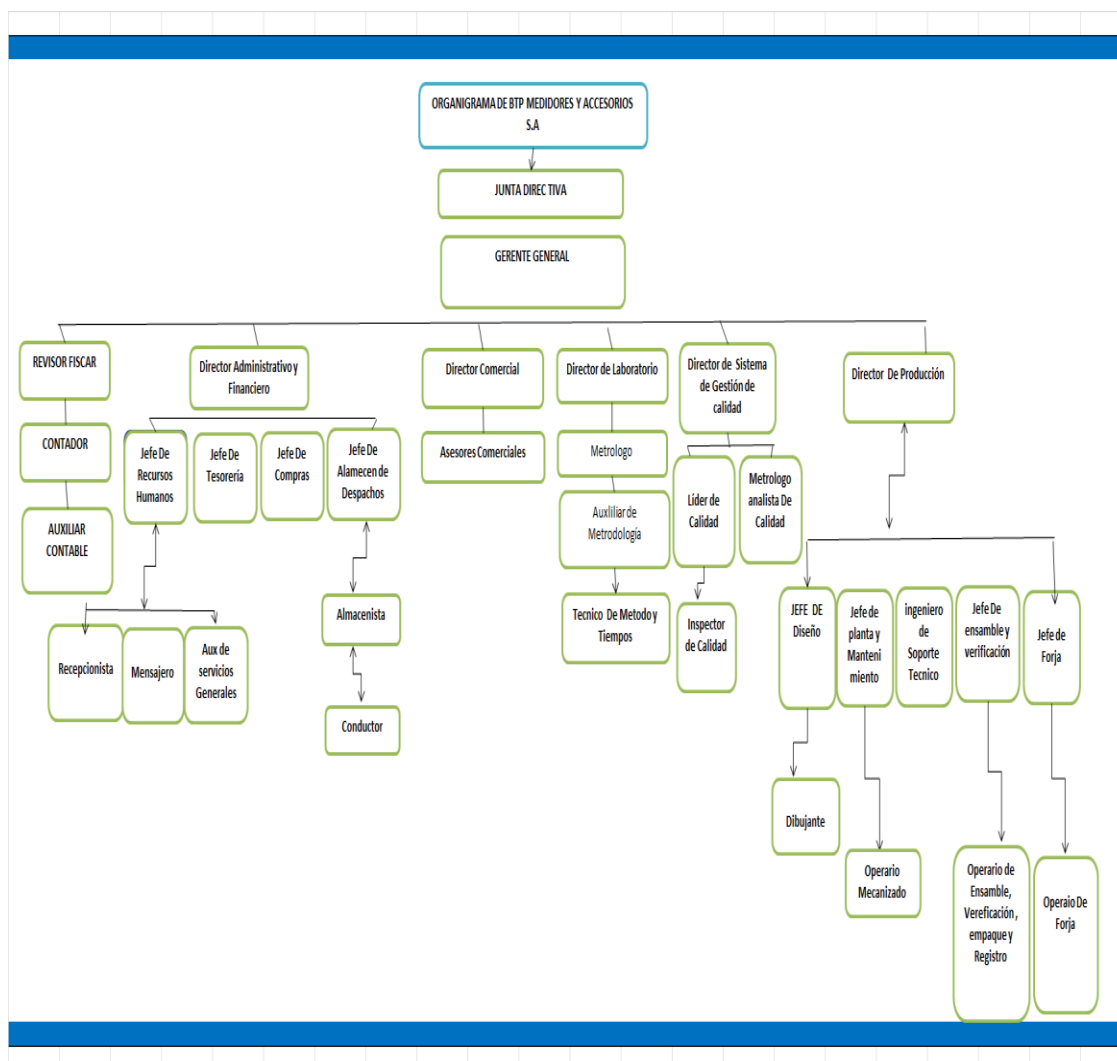 ORGANIGRAMA DE BTP MEDIDORES Y ACCESORIOS
S.A
JUNTA DIREC TIVA
GERENTE GENERAL
REVISOR FISCAR
Director Administrativo y
Financiero
Director Comercial
Director de Laboratorio
Director de Sistema
de Gestión de
calidad
Director De Producción
CONTADOR
Jefe De
Recursos
Humanos
Jefe De
Tesorería
Jefe De
Compras
Jefe De
Alamecen de
Despachos
Asesores Comerciales
Metrologo
Líder de
Calidad
Metrologo
analista De
Calidad
AUXILIAR
CONTABLE
Auxliliar de
Metrodología
Recepcionista
Mensajero
Aux de
servicios
Generales
Almacenista
Tecnico De Metodo y
Tiempos
Inspector
de Calidad
JEFE DE
Diseño
Jefe de
planta y
Manteni
miento
ingeniero
de
Soporte
Tecnico
Jefe De
ensamble y
verificación
Jefe de
Forja
Conductor
Dibujante
Operario
Mecanizado
Operario de
Ensamble,
Vereficación ,
empaque y
Registro
Operaio De
Forja